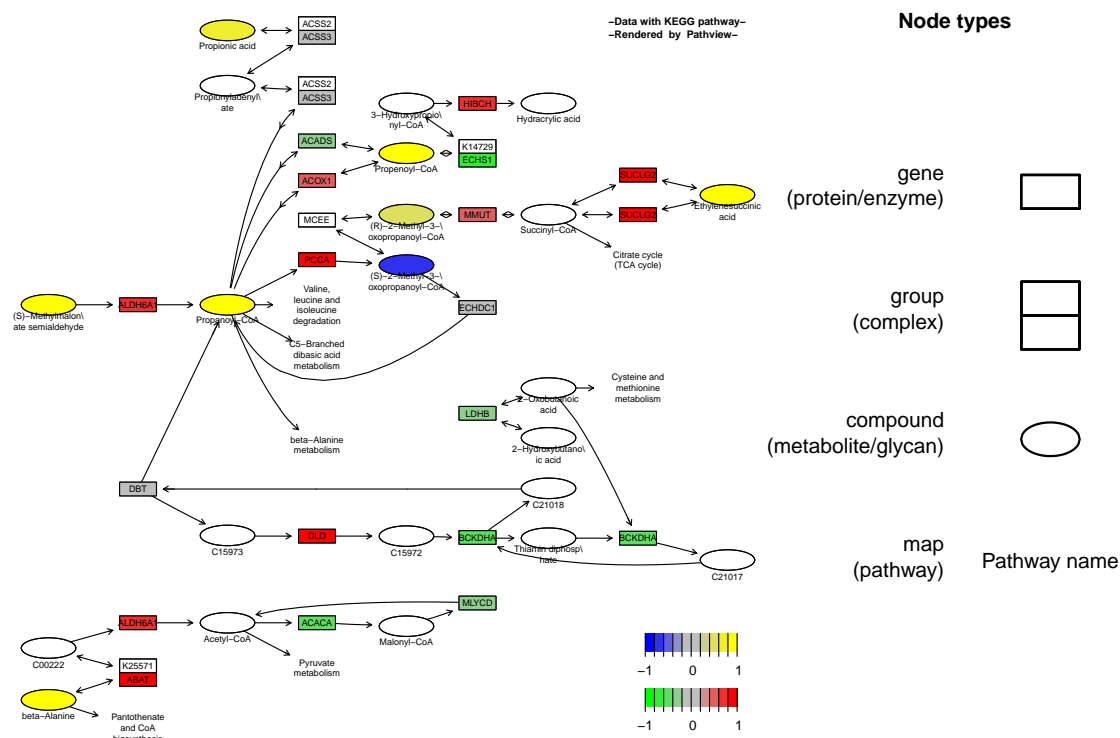 −Data with KEGG pathway−
−Rendered by Pathview−
Node types
ACSS2
ACSS3
Propionic acid
ACSS2
ACSS3
Propionyladenyl\
ate
HIBCH
3−Hydroxypropio\
nyl−CoA
Hydracrylic acid
ACADS
K14729
ECHS1
Propenoyl−CoA
ACOX1
SUCLG2
Ethylenesuccinic
acid
gene
(protein/enzyme)
MCEE
(R)−2−Methyl−3−\
oxopropanoyl−CoA
MMUT
Succinyl−CoA
SUCLG2
Citrate cycle
(TCA cycle)
PCCA
(S)−2−Methyl−3−\
oxopropanoyl−CoA
Valine,
leucine and
isoleucine
degradation
(S)−Methylmalon\
ate semialdehyde
ALDH6A1
Propanoyl−CoA
ECHDC1
group
(complex)
C5−Branched
dibasic acid
metabolism
Cysteine and
methionine
metabolism
2−Oxobutanoic
acid
LDHB
2−Hydroxybutano\
ic acid
compound
(metabolite/glycan)
beta−Alanine
metabolism
DBT
C21018
C15973
DLD
C15972
BCKDHA
Thiamin diphosp\
hate
BCKDHA
C21017
map
(pathway)
Pathway name
MLYCD
ALDH6A1
Acetyl−CoA
ACACA
Malonyl−CoA
C00222
K25571
ABAT
Pyruvate
metabolism
beta−Alanine
Pantothenate
and CoA
biosynthesis
−1 0 1
−1 0 1